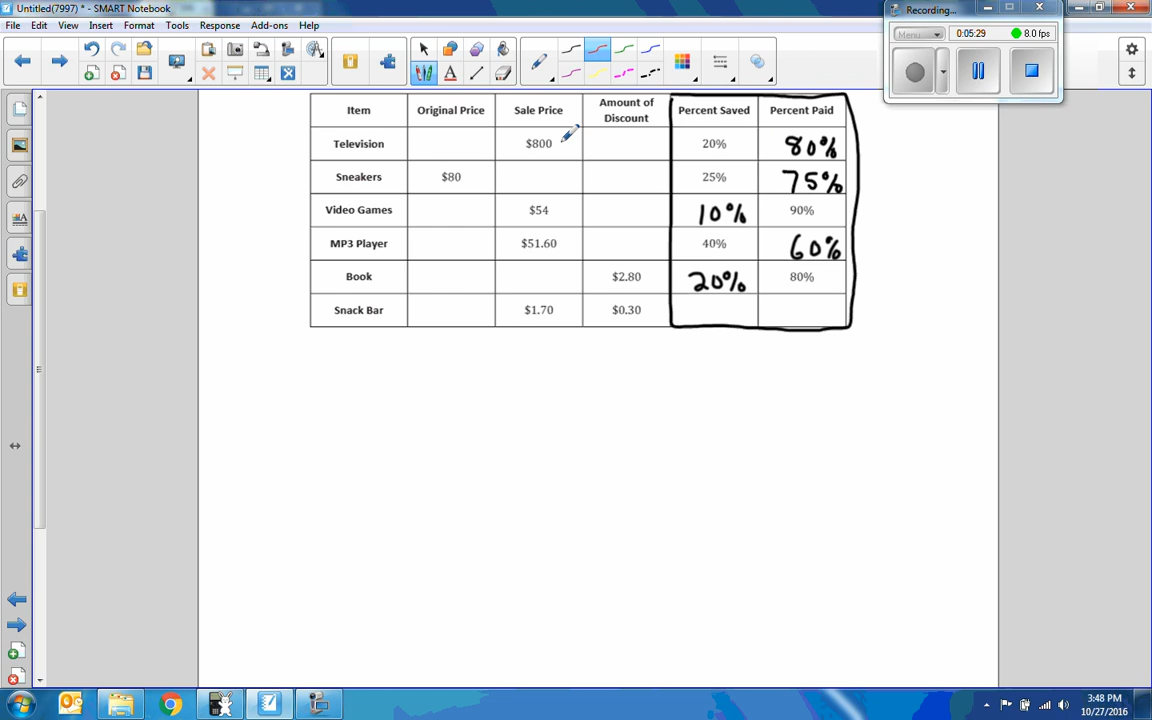 Untitled(7997) * - SMART Notebook
File Edit View Insert Format Tools Response Add-ons Help
Recording...
Menu 0:05:29 8.0 fps
Item Original Price Sale Price Amount of Discount Percent Saved Percent Paid
Television $800 20% 80%
Sneakers $80 25% 75%
Video Games $54 10% 90%
MP3 Player $51.60 40% 60%
Book $2.80 20% 80%
Snack Bar $1.70 $0.30
3:48 PM
10/27/2016